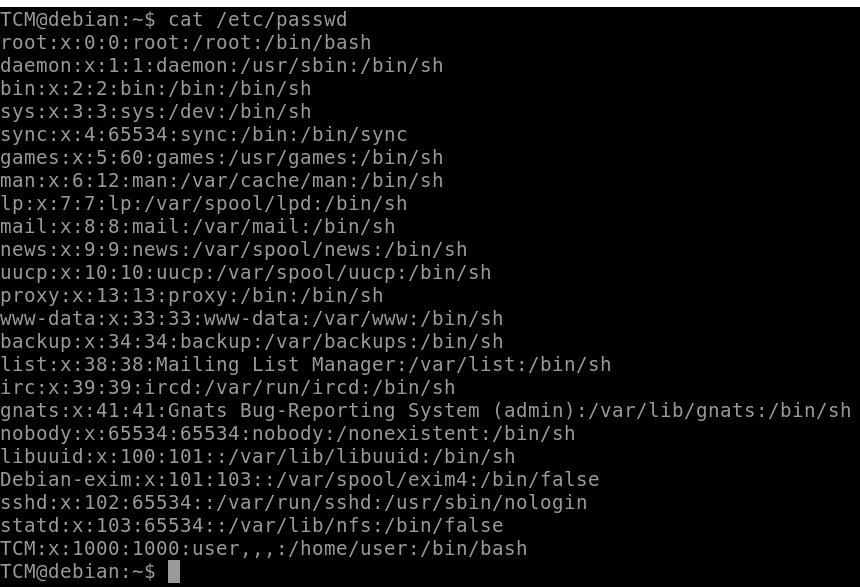 TCM@debian:~$ cat /etc/passwd
root:x:0:0:root:/root:/bin/bash
daemon:x:1:1:daemon:/usr/sbin:/bin/sh
bin:x:2:2:bin:/bin:/bin/sh
sys:x:3:3:sys:/dev:/bin/sh
sync:x:4:65534:sync:/bin:/bin/sync
games:x:5:60:games:/usr/games:/bin/sh
man:x:6:12:man:/var/cache/man:/bin/sh
lp:x:7:7:lp:/var/spool/lpd:/bin/sh
mail:x:8:8:mail:/var/mail:/bin/sh
news:x:9:9:news:/var/spool/news:/bin/sh
uucp:x:10:10:uucp:/var/spool/uucp:/bin/sh
proxy:x:13:13:proxy:/bin:/bin/sh
www-data:x:33:33:www-data:/var/www:/bin/sh
backup:x:34:34:backup:/var/backups:/bin/sh
list:x:38:38:Mailing List Manager:/var/list:/bin/sh
irc:x:39:39:ircd:/var/run/ircd:/bin/sh
gnats:x:41:41:Gnats Bug-Reporting System (admin):/var/lib/gnats:/bin/sh
nobody:x:65534:65534:nobody:/nonexistent:/bin/sh
libuuid:x:100:101::/var/lib/libuuid:/bin/sh
Debian-exim:x:101:103::/var/spool/exim4:/bin/false
sshd:x:102:65534::/var/run/sshd:/usr/sbin/nologin
statd:x:103:65534::/var/lib/nfs:/bin/false
TCM:x:1000:1000:user,,,:/home/user:/bin/bash
TCM@debian:~$